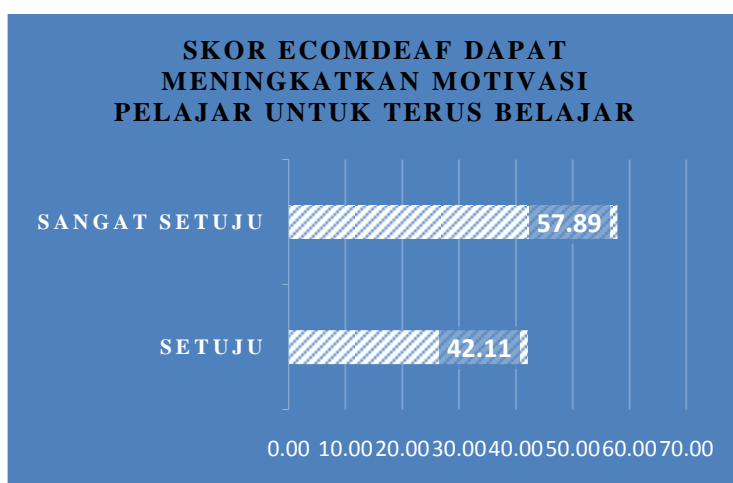 SKOR ECOMDEAF DAPAT
MENINGKATKAN MOTIVASI
PELAJAR UNTUK TERUS BELAJAR
SANGAT SETUJU
57.89
SETUJU
42.11
0.00 10.00 20.00 30.00 40.00 50.00 60.00 70.00